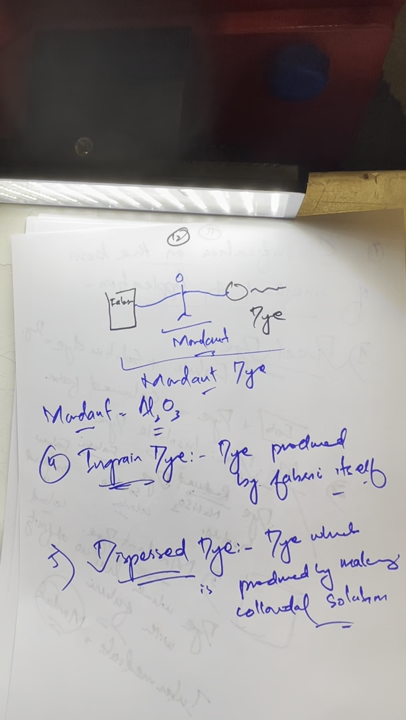 12
Fabric
Dye
Mordant
Mordant Dye
Mordant = Al2O3
4) Ingrain Dye:- Dye produced
by fabric itself
5) Dispessed Dye:- Dye which
is produced by making
colloidal solution